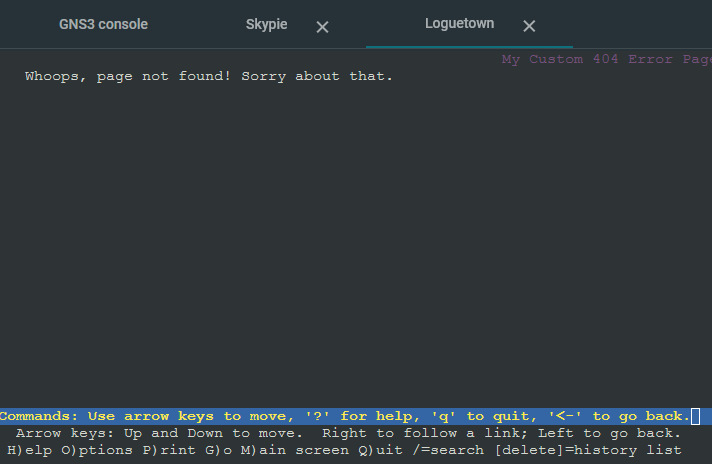 GNS3 console Skypie Loguetown
My Custom 404 Error Page
Whoops, page not found! Sorry about that.
Commands: Use arrow keys to move, '?' for help, 'q' to quit, '<-' to go back.
Arrow keys: Up and Down to move. Right to follow a link; Left to go back.
H)elp O)ptions P)rint G)o M)ain screen Q)uit /=search [delete]=history list